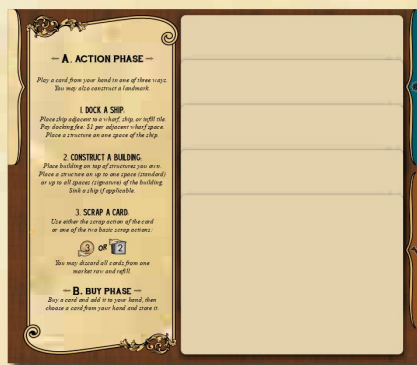 A. ACTION PHASE
Play a card from your hand in one of three ways.
You may also construct a landmark.
1. DOCK A SHIP:
Place ship adjacent to a wharf, ship, or infill tile.
Pay docking fee: $1 per adjacent wharf space.
Place a structure on one space of the ship.
2. CONSTRUCT A BUILDING:
Place building on top of structures you own.
Place a structure on up to one space (standard)
or up to all spaces (signature) of the building.
Sink a ship if applicable.
3. SCRAP A CARD:
Use either the scrap action of the card
or one of the two basic scrap actions:
3 OR 2
You may discard all cards from one
market row and refill.
B. BUY PHASE
Buy a card and add it to your hand, then
choose a card from your hand and store it.